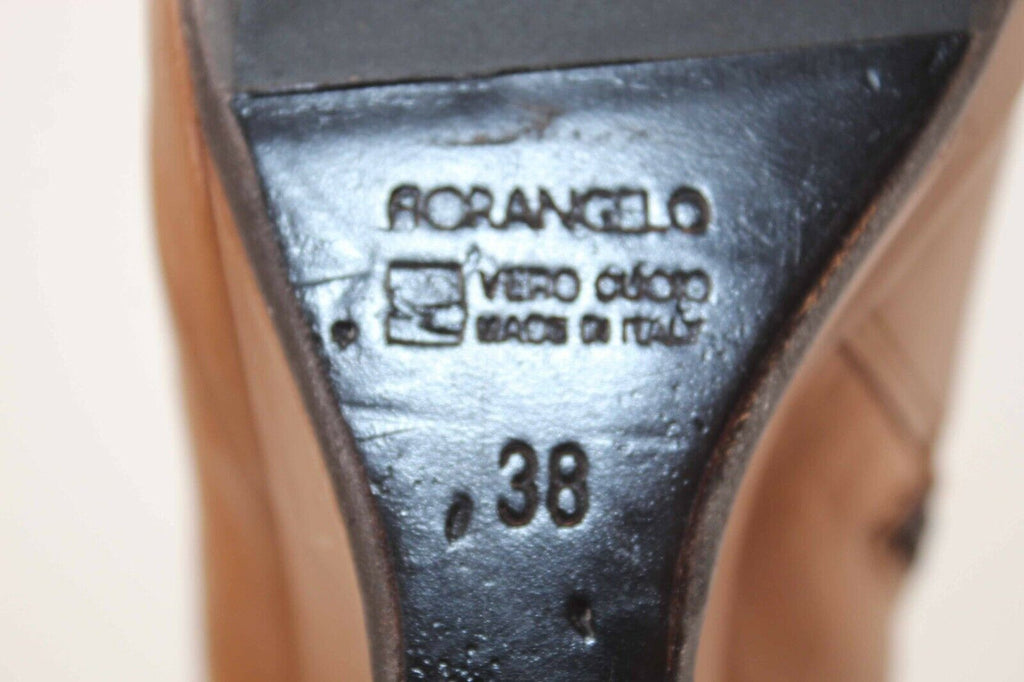 FIORANGELO
VERO CUOIO
MADE IN ITALY
38